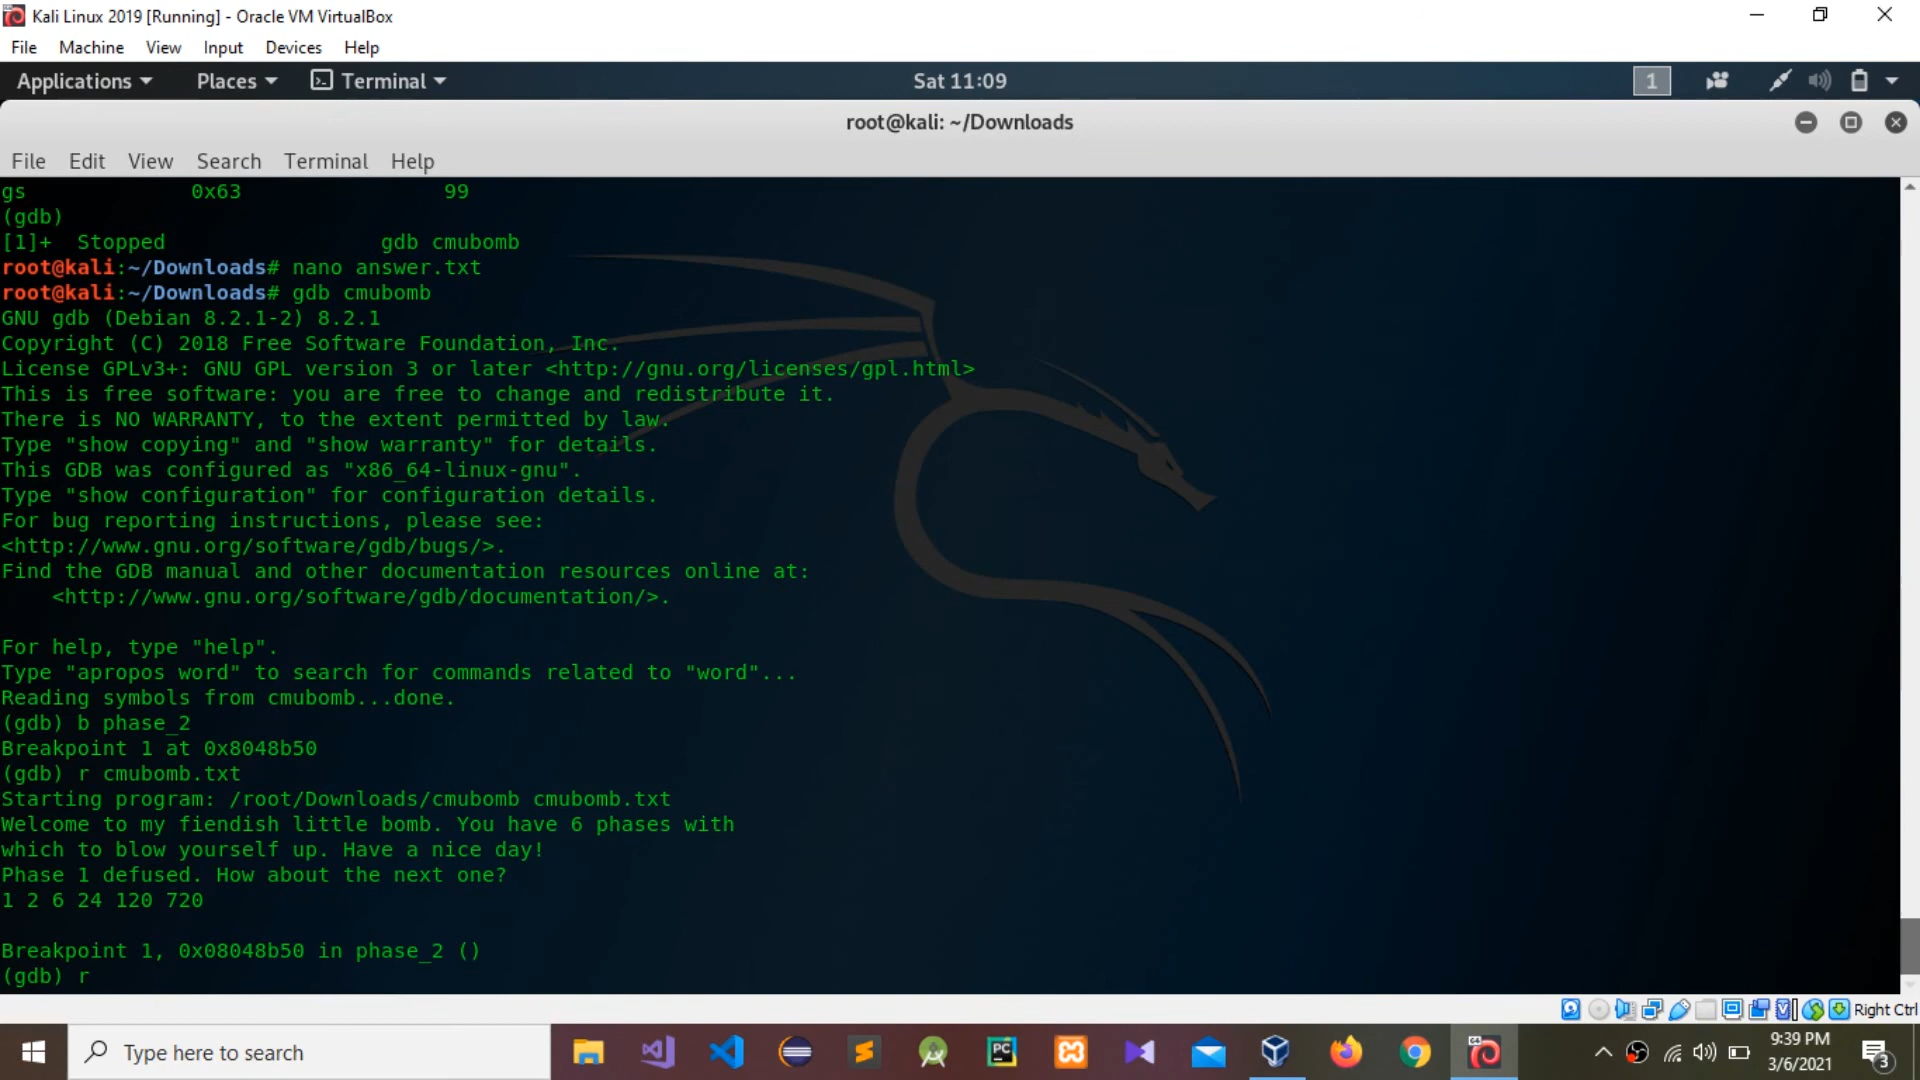 Kali Linux 2019 [Running] - Oracle VM VirtualBox
File Machine View Input Devices Help
Applications Places Terminal Sat 11:09 1
root@kali: ~/Downloads
File Edit View Search Terminal Help
gs 0x63 99
(gdb)
[1]+ Stopped gdb cmubomb
root@kali:~/Downloads# nano answer.txt
root@kali:~/Downloads# gdb cmubomb
GNU gdb (Debian 8.2.1-2) 8.2.1
Copyright (C) 2018 Free Software Foundation, Inc.
License GPLv3+: GNU GPL version 3 or later <http://gnu.org/licenses/gpl.html>
This is free software: you are free to change and redistribute it.
There is NO WARRANTY, to the extent permitted by law.
Type "show copying" and "show warranty" for details.
This GDB was configured as "x86_64-linux-gnu".
Type "show configuration" for configuration details.
For bug reporting instructions, please see:
<http://www.gnu.org/software/gdb/bugs/>.
Find the GDB manual and other documentation resources online at:
<http://www.gnu.org/software/gdb/documentation/>.
For help, type "help".
Type "apropos word" to search for commands related to "word"...
Reading symbols from cmubomb...done.
(gdb) b phase_2
Breakpoint 1 at 0x8048b50
(gdb) r cmubomb.txt
Starting program: /root/Downloads/cmubomb cmubomb.txt
Welcome to my fiendish little bomb. You have 6 phases with
which to blow yourself up. Have a nice day!
Phase 1 defused. How about the next one?
1 2 6 24 120 720
Breakpoint 1, 0x08048b50 in phase_2 ()
(gdb) r
Right Ctrl
Type here to search
PC
9:39 PM
3/6/2021
3